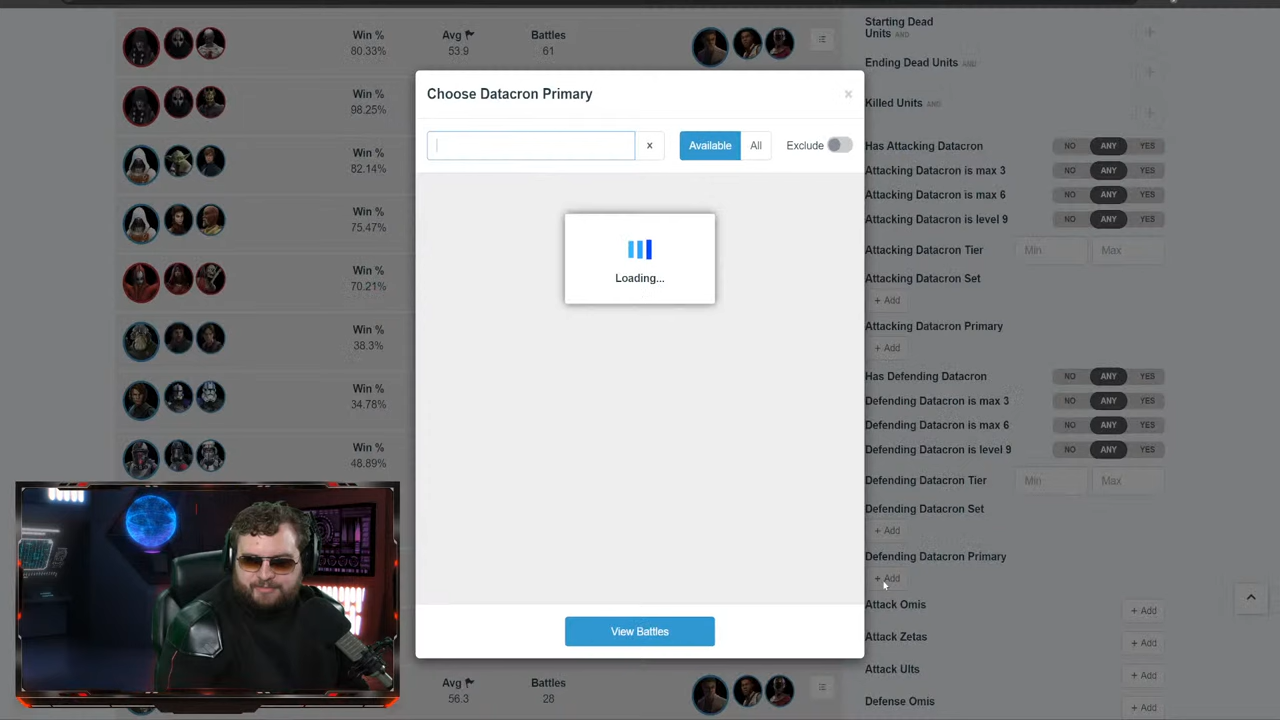 Win %
80.33%
Avg
53.9
Battles
61
Win %
98.25%
Win %
82.14%
Win %
75.47%
Win %
70.21%
Win %
38.3%
Win %
34.78%
Win %
48.89%
Avg
56.3
Battles
28
Choose Datacron Primary
×
x
Available
All
Exclude
Loading...
View Battles
Starting Dead
Units AND
Ending Dead Units AND
Killed Units AND
Has Attacking Datacron NO ANY YES
Attacking Datacron is max 3 NO ANY YES
Attacking Datacron is max 6 NO ANY YES
Attacking Datacron is level 9 NO ANY YES
Attacking Datacron Tier Min Max
Attacking Datacron Set
+ Add
Attacking Datacron Primary
+ Add
Has Defending Datacron NO ANY YES
Defending Datacron is max 3 NO ANY YES
Defending Datacron is max 6 NO ANY YES
Defending Datacron is level 9 NO ANY YES
Defending Datacron Tier Min Max
Defending Datacron Set
+ Add
Defending Datacron Primary
+ Add
Attack Omis + Add
Attack Zetas + Add
Attack Ults + Add
Defense Omis + Add